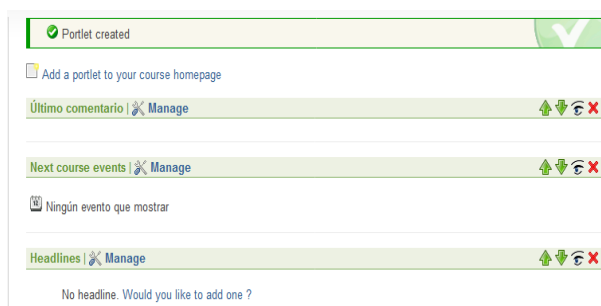 Portlet created
Add a portlet to your course homepage
Último comentario | Manage
Next course events | Manage
Ningún evento que mostrar
Headlines | Manage
No headline. Would you like to add one ?